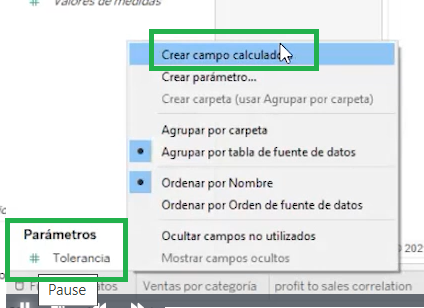 Valores de medidas
Crear campo calculado
Crear parámetro...
Crear carpeta (usar Agrupar por carpeta)
Agrupar por carpeta
Agrupar por tabla de fuente de datos
Ordenar por Nombre
Ordenar por Orden de fuente de datos
Ocultar campos no utilizados
Mostrar campos ocultos
Parámetros
# Tolerancia
Pause
Ventas por categoría
profit to sales correlation